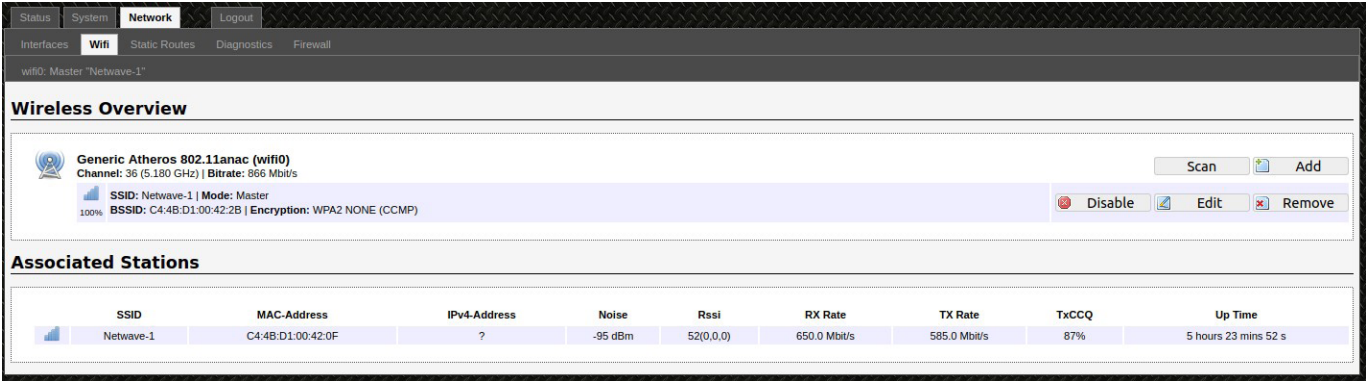 Status System Network Logout
Interfaces Wifi Static Routes Diagnostics Firewall
wifi0: Master "Netwave-1"
Wireless Overview
Generic Atheros 802.11anac (wifi0)
Channel: 36 (5.180 GHz) | Bitrate: 866 Mbit/s
Scan Add
SSID: Netwave-1 | Mode: Master
100% BSSID: C4:4B:D1:00:42:2B | Encryption: WPA2 NONE (CCMP)
Disable Edit Remove
Associated Stations
SSID MAC-Address IPv4-Address Noise Rssi RX Rate TX Rate TxCCQ Up Time
Netwave-1 C4:4B:D1:00:42:0F ? -95 dBm 52(0,0,0) 650.0 Mbit/s 585.0 Mbit/s 87% 5 hours 23 mins 52 s